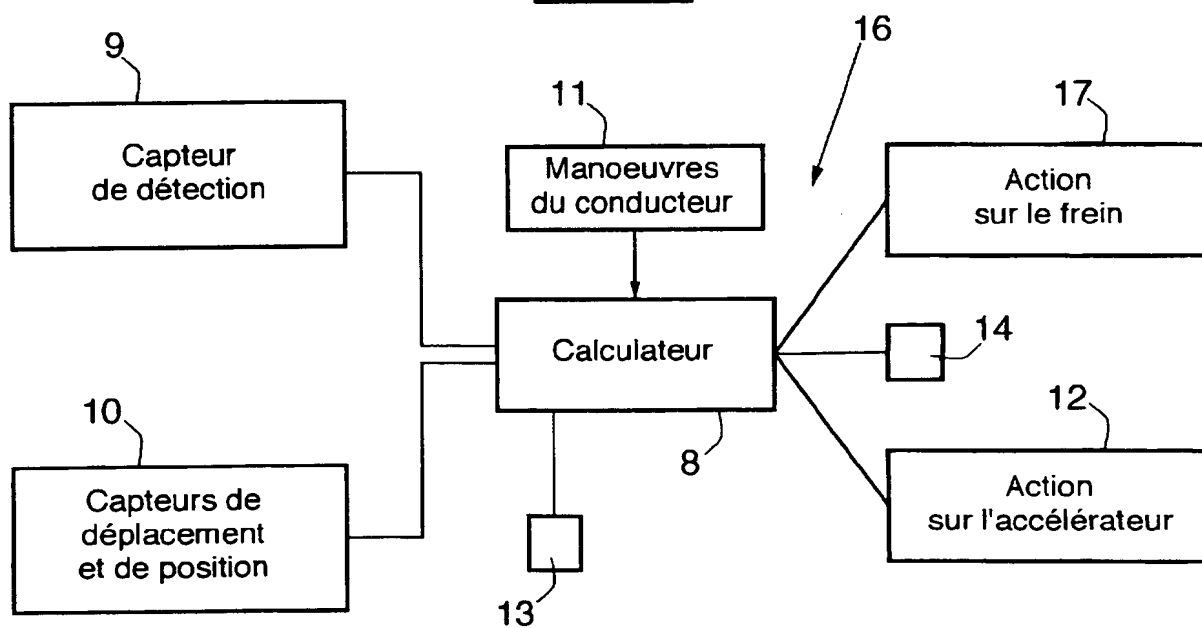 9
Capteur
de détection
11
Manoeuvres
du conducteur
16
17
Action
sur le frein
Calculateur
8
14
10
Capteurs de
déplacement
et de position
13
12
Action
sur l'accélérateur